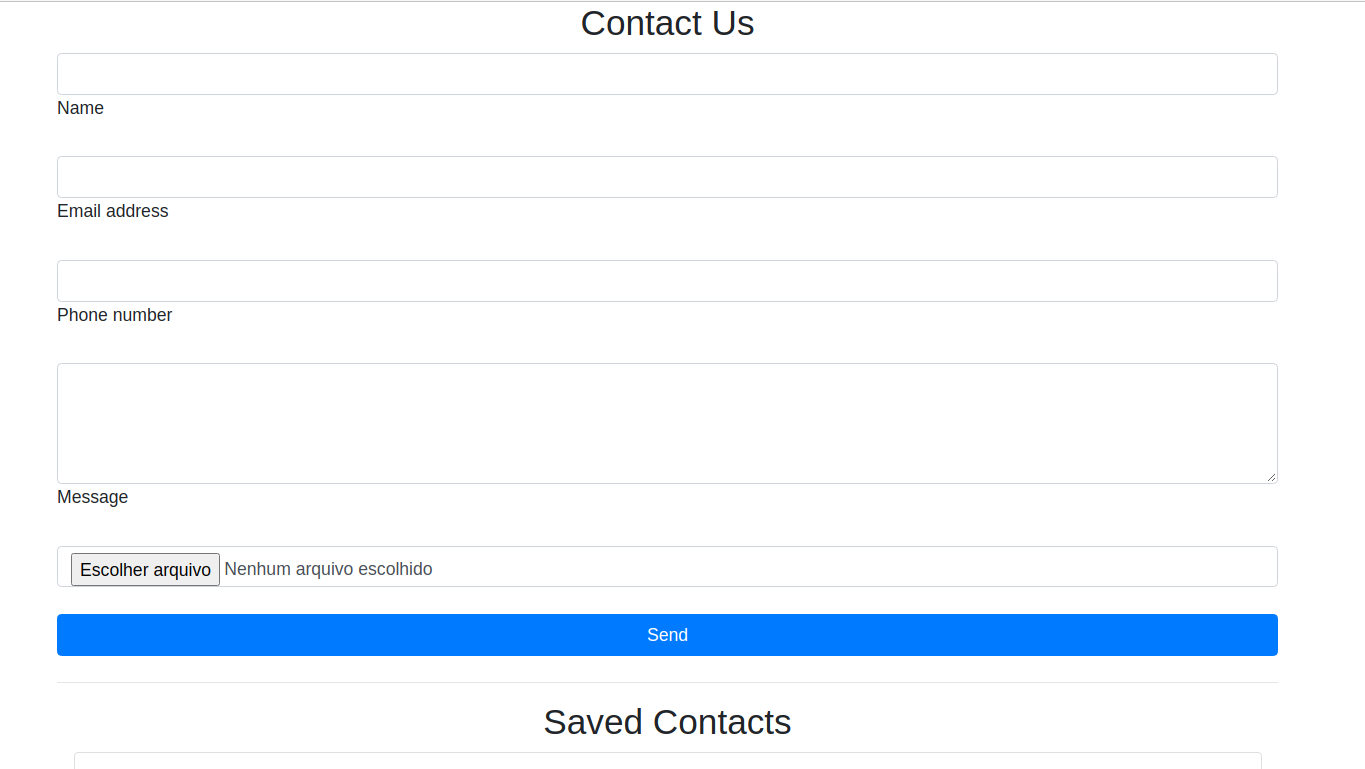 Contact Us
Name
Email address
Phone number
Message
Escolher arquivo Nenhum arquivo escolhido
Send
Saved Contacts